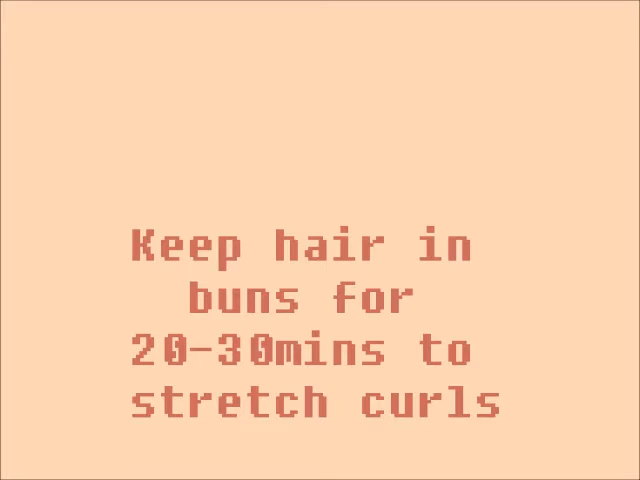 Keep hair in
buns for
20-30mins to
stretch curls